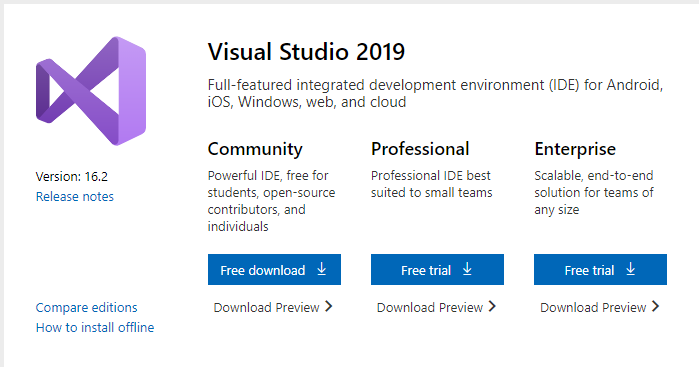 Visual Studio 2019
Full-featured integrated development environment (IDE) for Android,
iOS, Windows, web, and cloud
Version: 16.2
Release notes
Community
Powerful IDE, free for
students, open-source
contributors, and
individuals
Free download
Download Preview
Professional
Professional IDE best
suited to small teams
Free trial
Download Preview
Enterprise
Scalable, end-to-end
solution for teams of
any size
Free trial
Download Preview
Compare editions
How to install offline